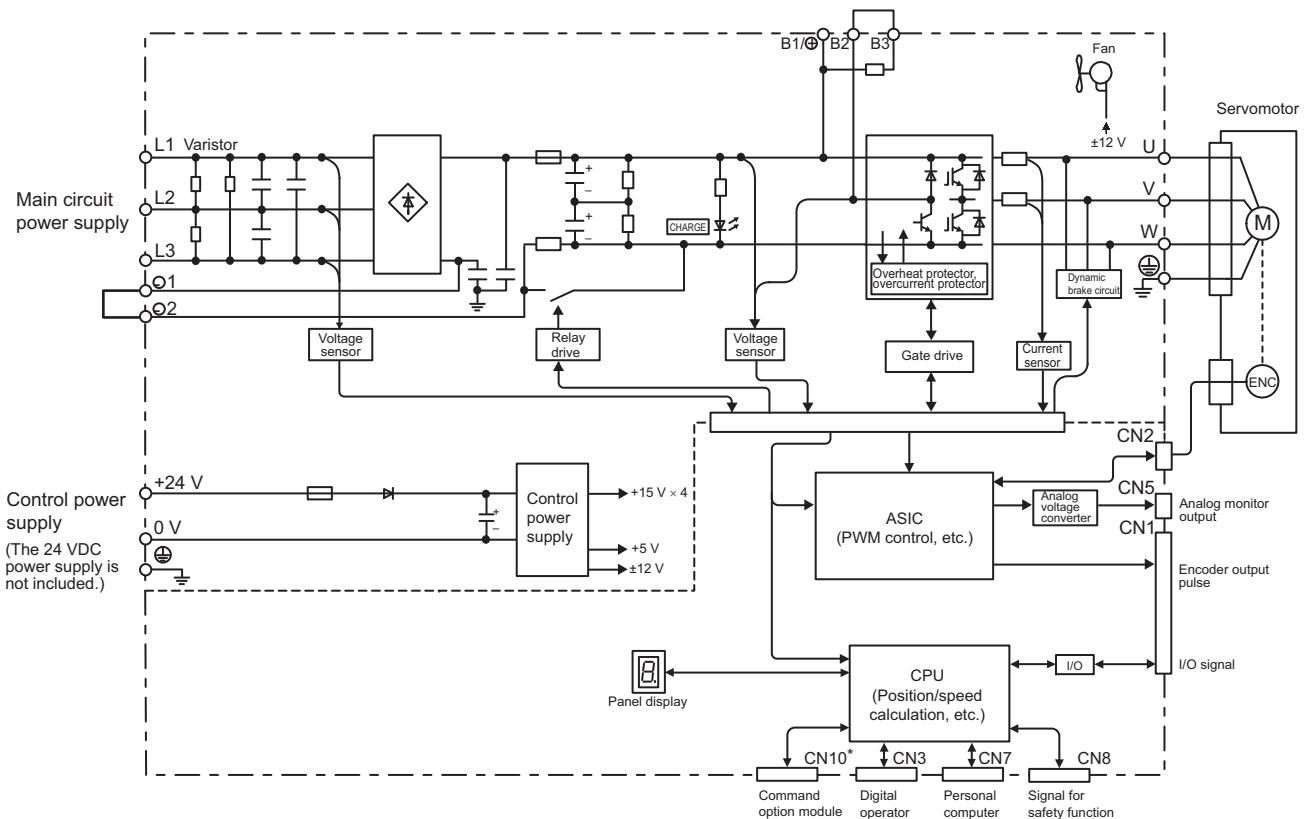 B1/⊕ B2 B3
Fan
Servomotor
±12 V
L1 Varistor
U
Main circuit
power supply
L2
V
CHARGE
W
M
L3
⊖1
Overheat protector,
overcurrent protector
Dynamic
brake circuit
⊖2
Voltage
sensor
Relay
drive
Voltage
sensor
Gate drive
Current
sensor
ENC
+
–
+
–
CN2
Control power
supply
(The 24 VDC
power supply is
not included.)
+24 V
0 V
+
–
Control
power
supply
+15 V × 4
+5 V
±12 V
ASIC
(PWM control, etc.)
Analog
voltage
converter
CN5
Analog monitor
output
CN1
Encoder output
pulse
8.
Panel display
CPU
(Position/speed
calculation, etc.)
I/O
I/O signal
CN10* CN3 CN7 CN8
Command
option module
Digital
operator
Personal
computer
Signal for
safety function